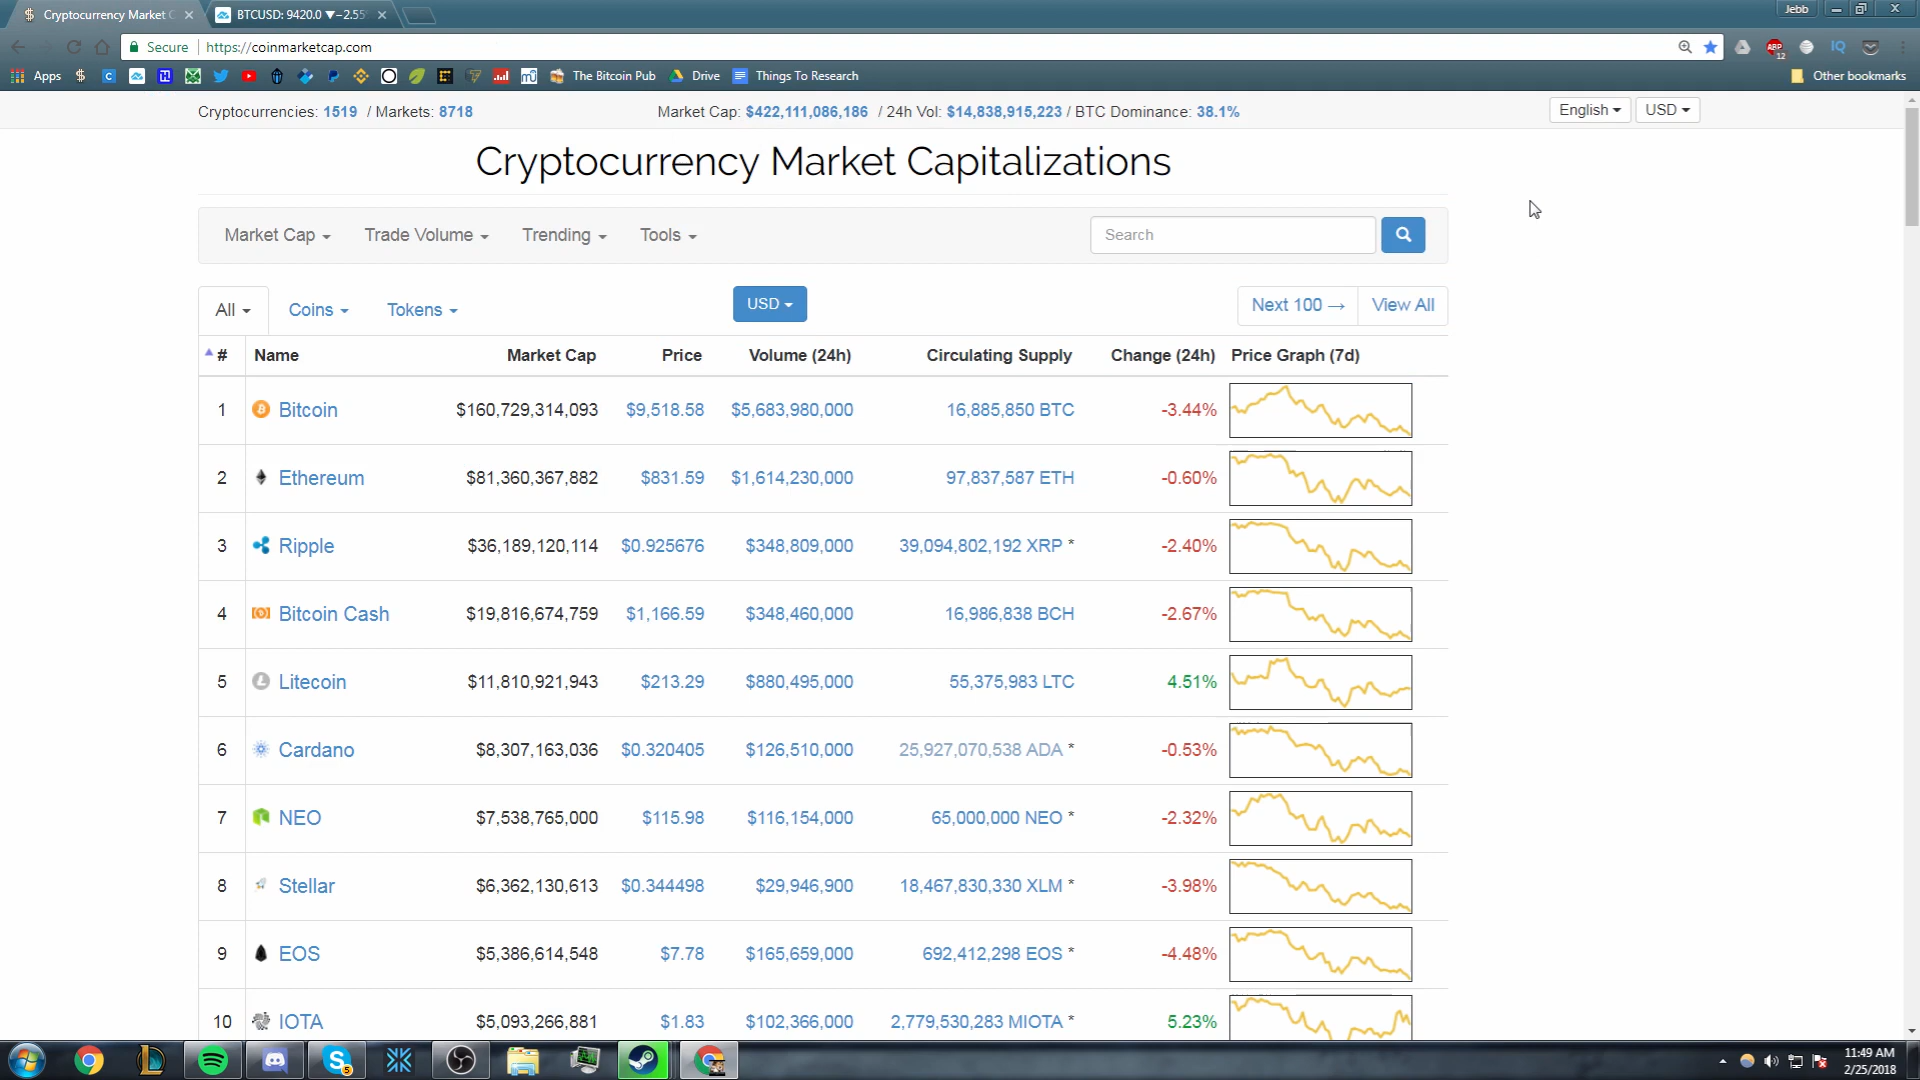 Cryptocurrency Market C
BTCUSD: 9420.0 ▼−2.55
Jebb
Secure
https://coinmarketcap.com
ABP
12
IQ
Apps
The Bitcoin Pub
Drive
Things To Research
Other bookmarks
Cryptocurrencies: 1519 / Markets: 8718
Market Cap: $422,111,086,186 / 24h Vol: $14,838,915,223 / BTC Dominance: 38.1%
English
USD
Cryptocurrency Market Capitalizations
Market Cap
Trade Volume
Trending
Tools
Search
All
Coins
Tokens
USD
Next 100 →
View All
# Name Market Cap Price Volume (24h) Circulating Supply Change (24h) Price Graph (7d)
1 Bitcoin $160,729,314,093 $9,518.58 $5,683,980,000 16,885,850 BTC -3.44%
2 Ethereum $81,360,367,882 $831.59 $1,614,230,000 97,837,587 ETH -0.60%
3 Ripple $36,189,120,114 $0.925676 $348,809,000 39,094,802,192 XRP * -2.40%
4 Bitcoin Cash $19,816,674,759 $1,166.59 $348,460,000 16,986,838 BCH -2.67%
5 Litecoin $11,810,921,943 $213.29 $880,495,000 55,375,983 LTC 4.51%
6 Cardano $8,307,163,036 $0.320405 $126,510,000 25,927,070,538 ADA * -0.53%
7 NEO $7,538,765,000 $115.98 $116,154,000 65,000,000 NEO * -2.32%
8 Stellar $6,362,130,613 $0.344498 $29,946,900 18,467,830,330 XLM * -3.98%
9 EOS $5,386,614,548 $7.78 $165,659,000 692,412,298 EOS * -4.48%
10 IOTA $5,093,266,881 $1.83 $102,366,000 2,779,530,283 MIOTA * 5.23%
5
11:49 AM
2/25/2018